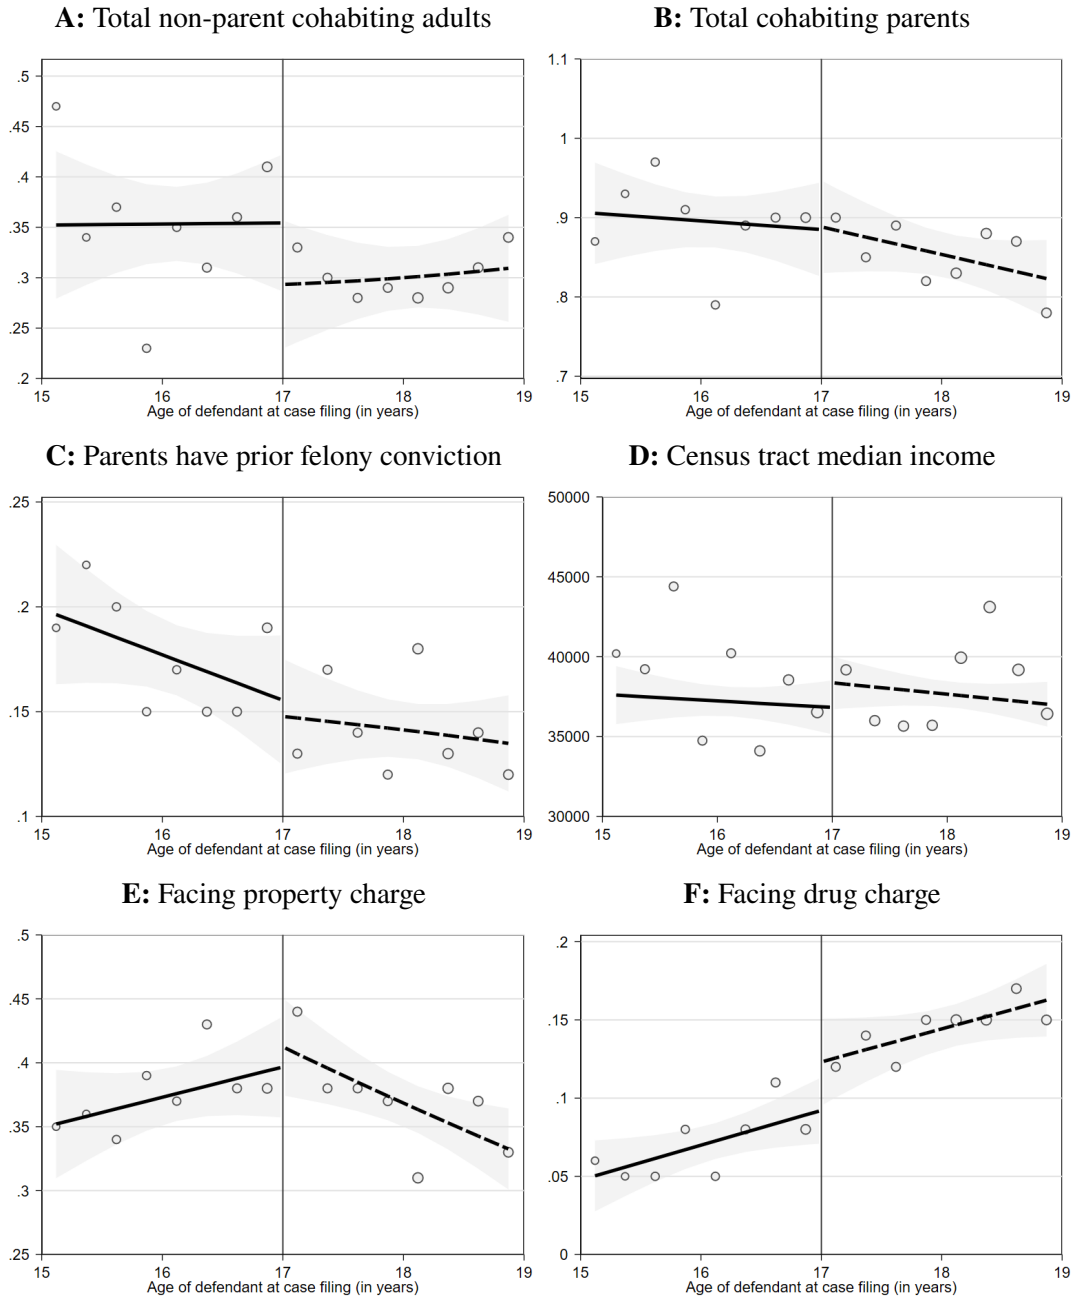 A: Total non-parent cohabiting adults
.5
.45
.4
.35
.3
.25
.2
15 16 17 18 19
Age of defendant at case filing (in years)
B: Total cohabiting parents
1.1
1
.9
.8
.7
15 16 17 18 19
Age of defendant at case filing (in years)
C: Parents have prior felony conviction
.25
.2
.15
.1
15 16 17 18 19
Age of defendant at case filing (in years)
D: Census tract median income
50000
45000
40000
35000
30000
15 16 17 18 19
Age of defendant at case filing (in years)
E: Facing property charge
.5
.45
.4
.35
.3
.25
15 16 17 18 19
Age of defendant at case filing (in years)
F: Facing drug charge
.2
.15
.1
.05
0
15 16 17 18 19
Age of defendant at case filing (in years)